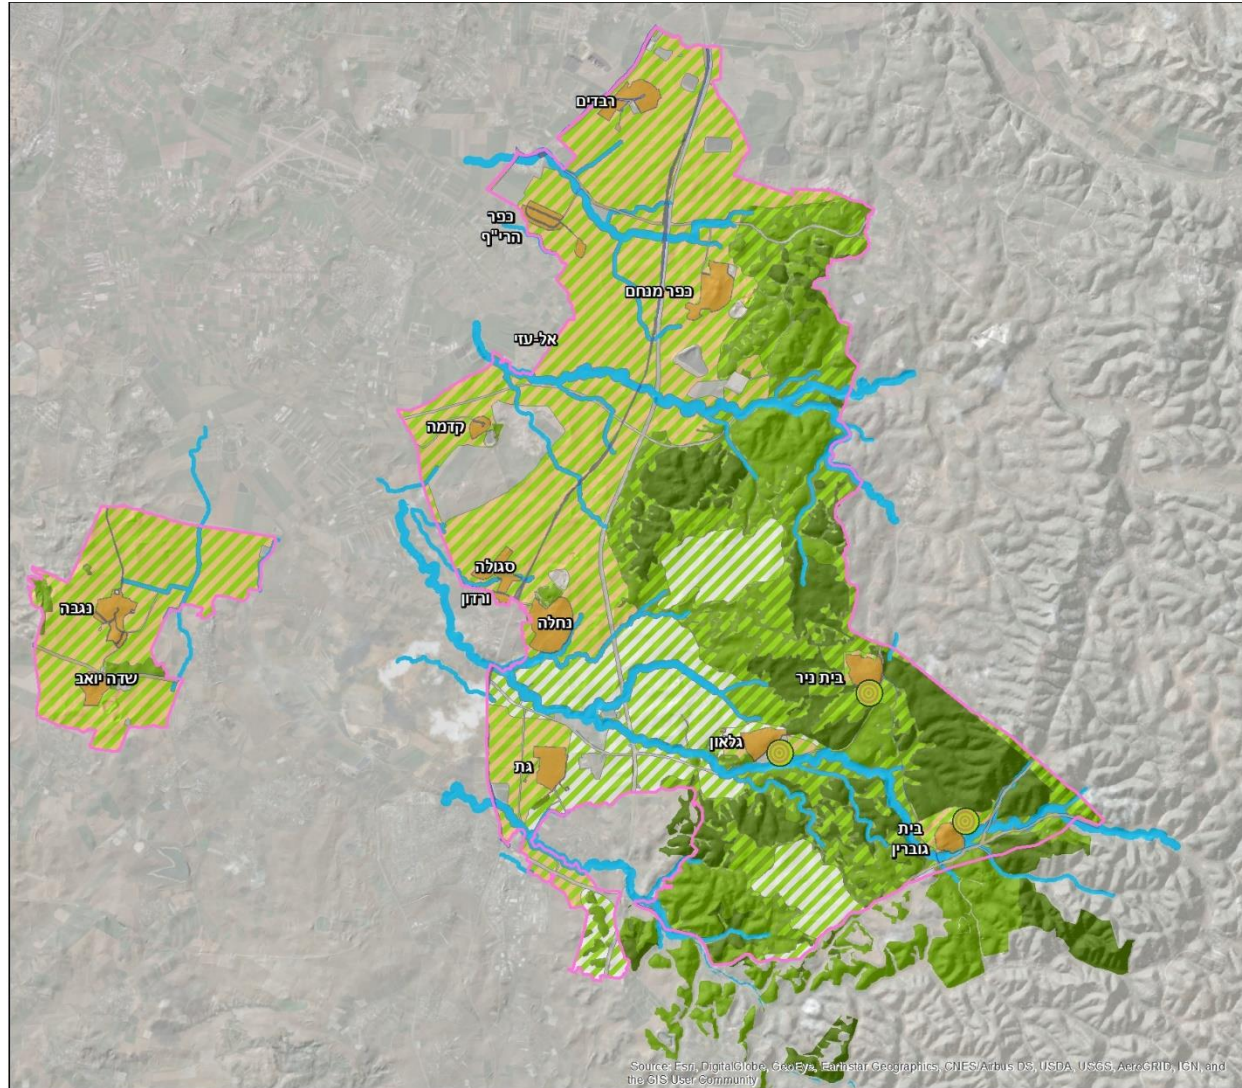 רבדים
כפר
הרי"ף
כפר מנחם
אל-עזי
קדמה
סגולה
ורדון
נחלה
נגבה
שדה יואב
בית ניר
גלאון
גת
בית
גוברין
Source: Esri, DigitalGlobe, GeoEye, Earthstar Geographics, CNES/Airbus DS, USDA, USGS, AeroGRID, IGN, and
the GIS User Community